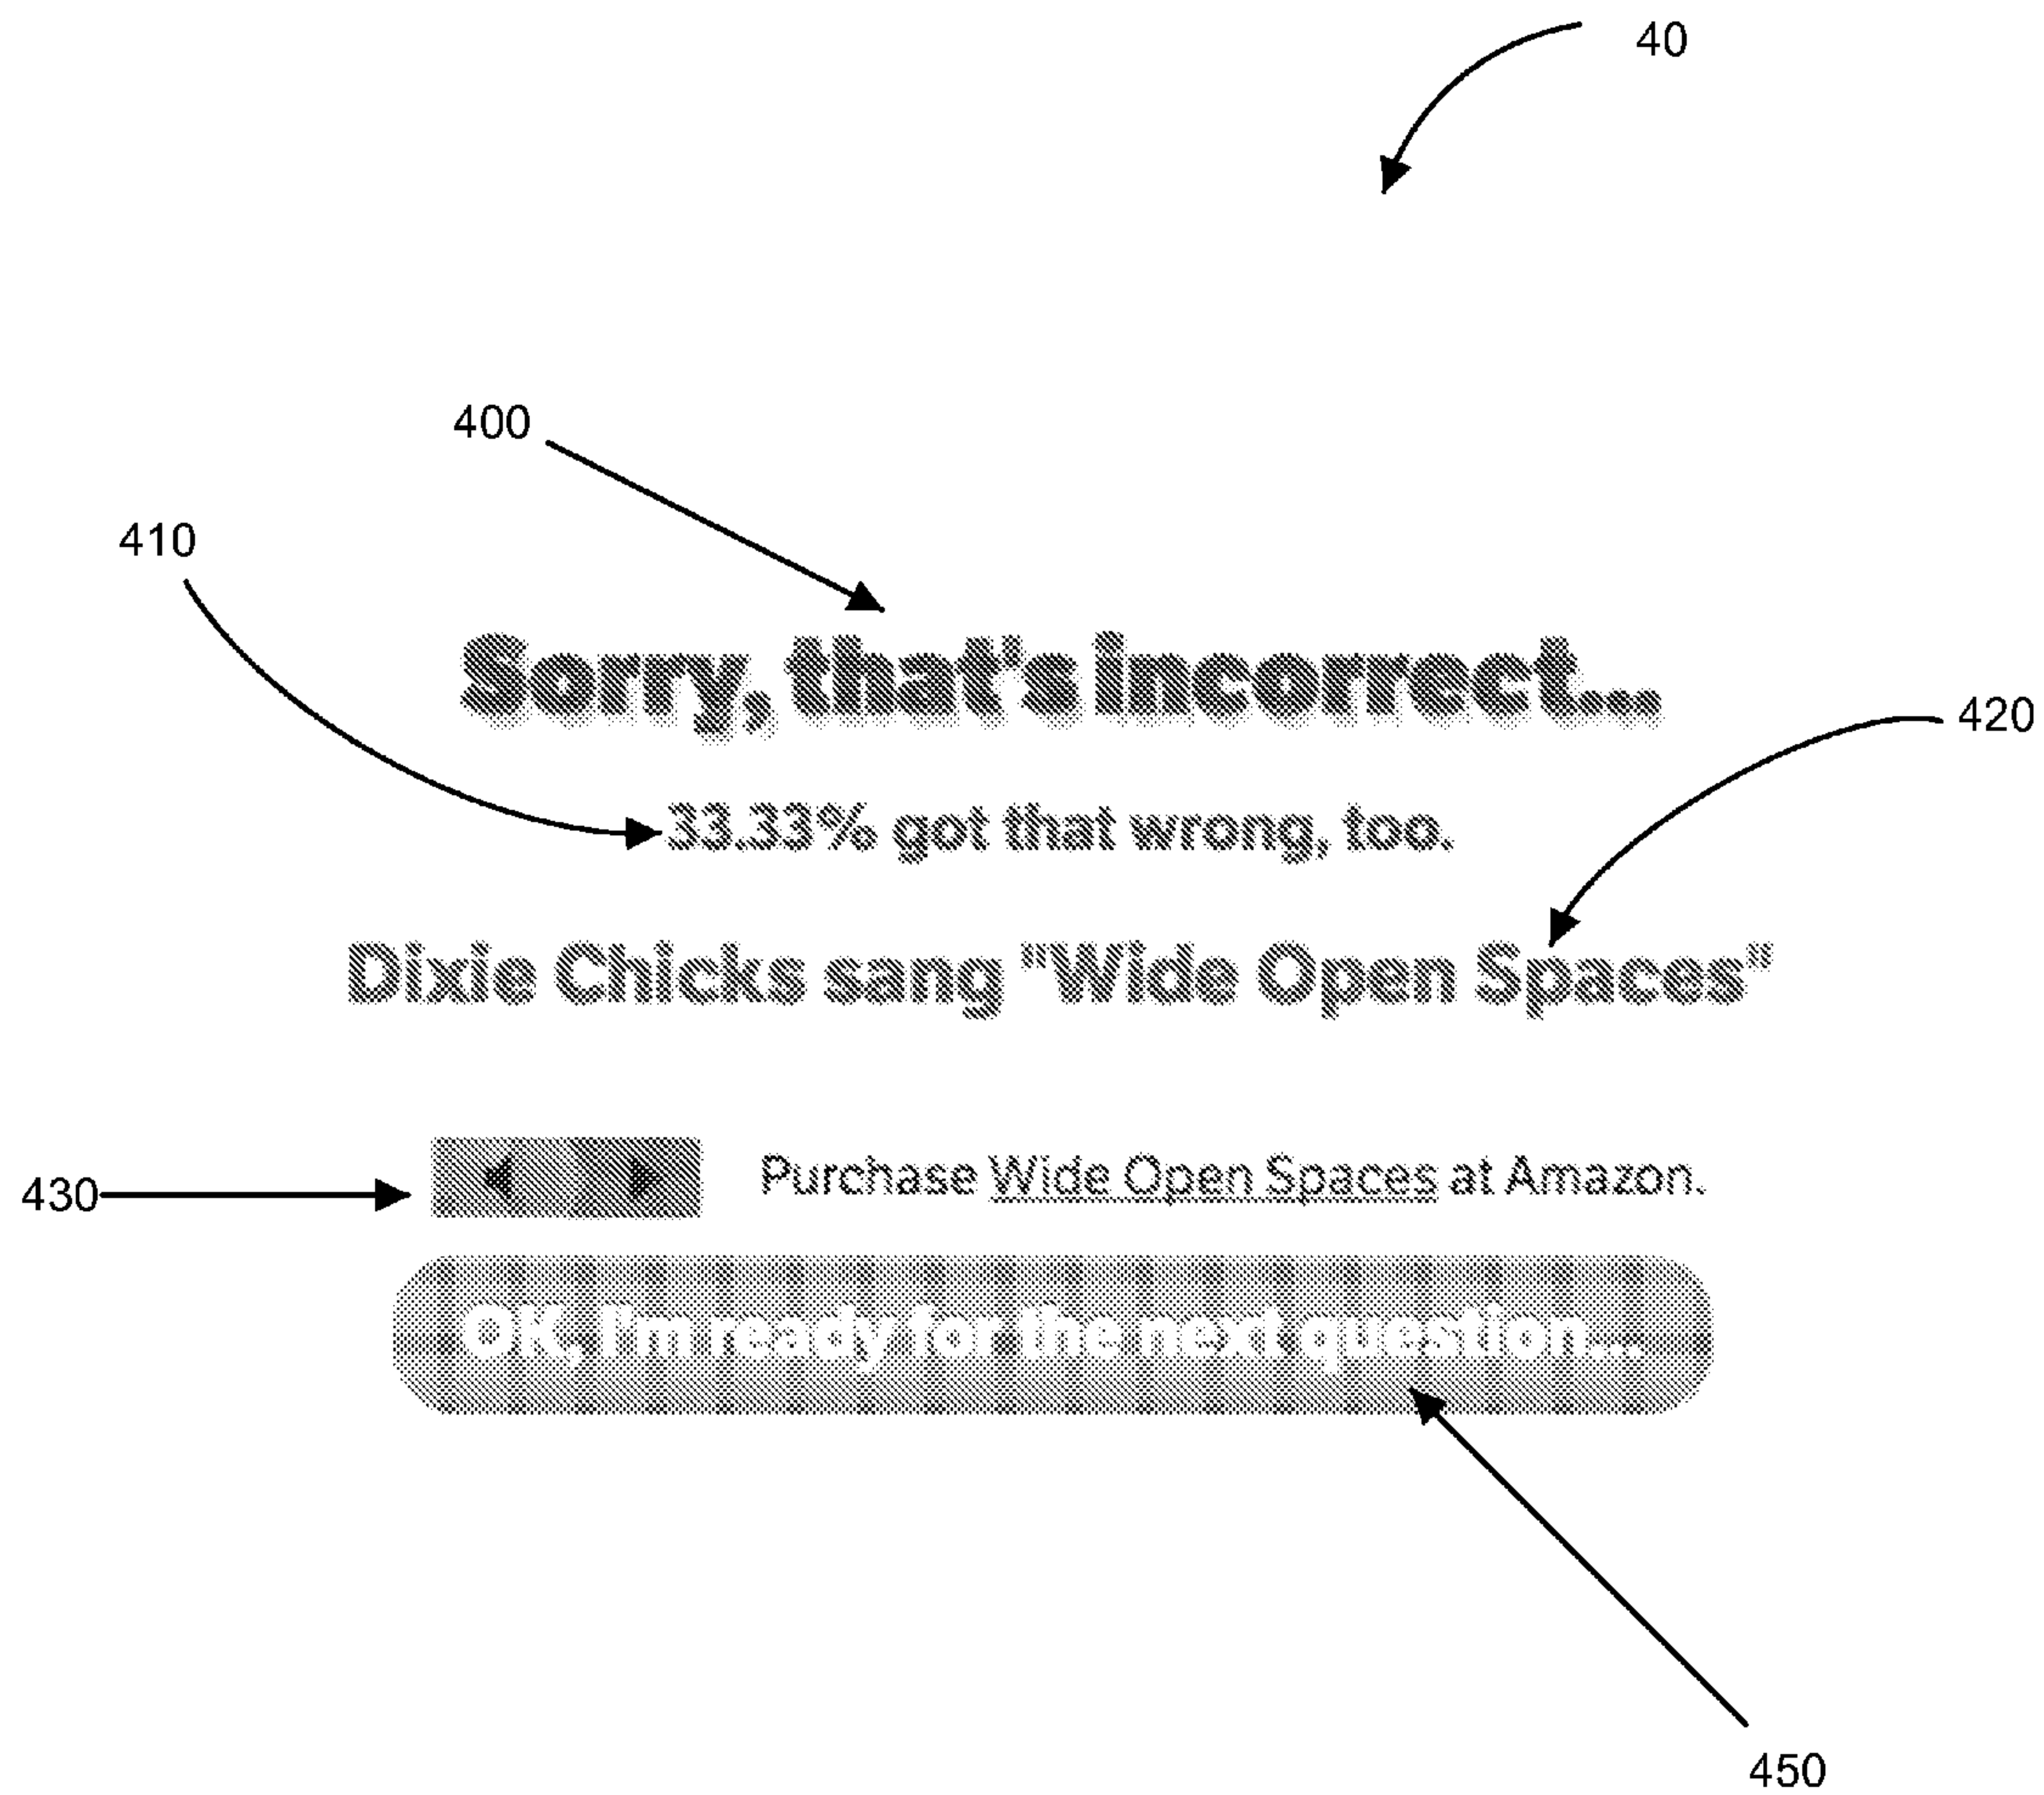 40
400
410
Sorry, that's incorrect...
420
33.33% got that wrong, too.
Dixie Chicks sang "Wide Open Spaces"
430
Purchase Wide Open Spaces at Amazon.
OK, I'm ready for the next question...
450